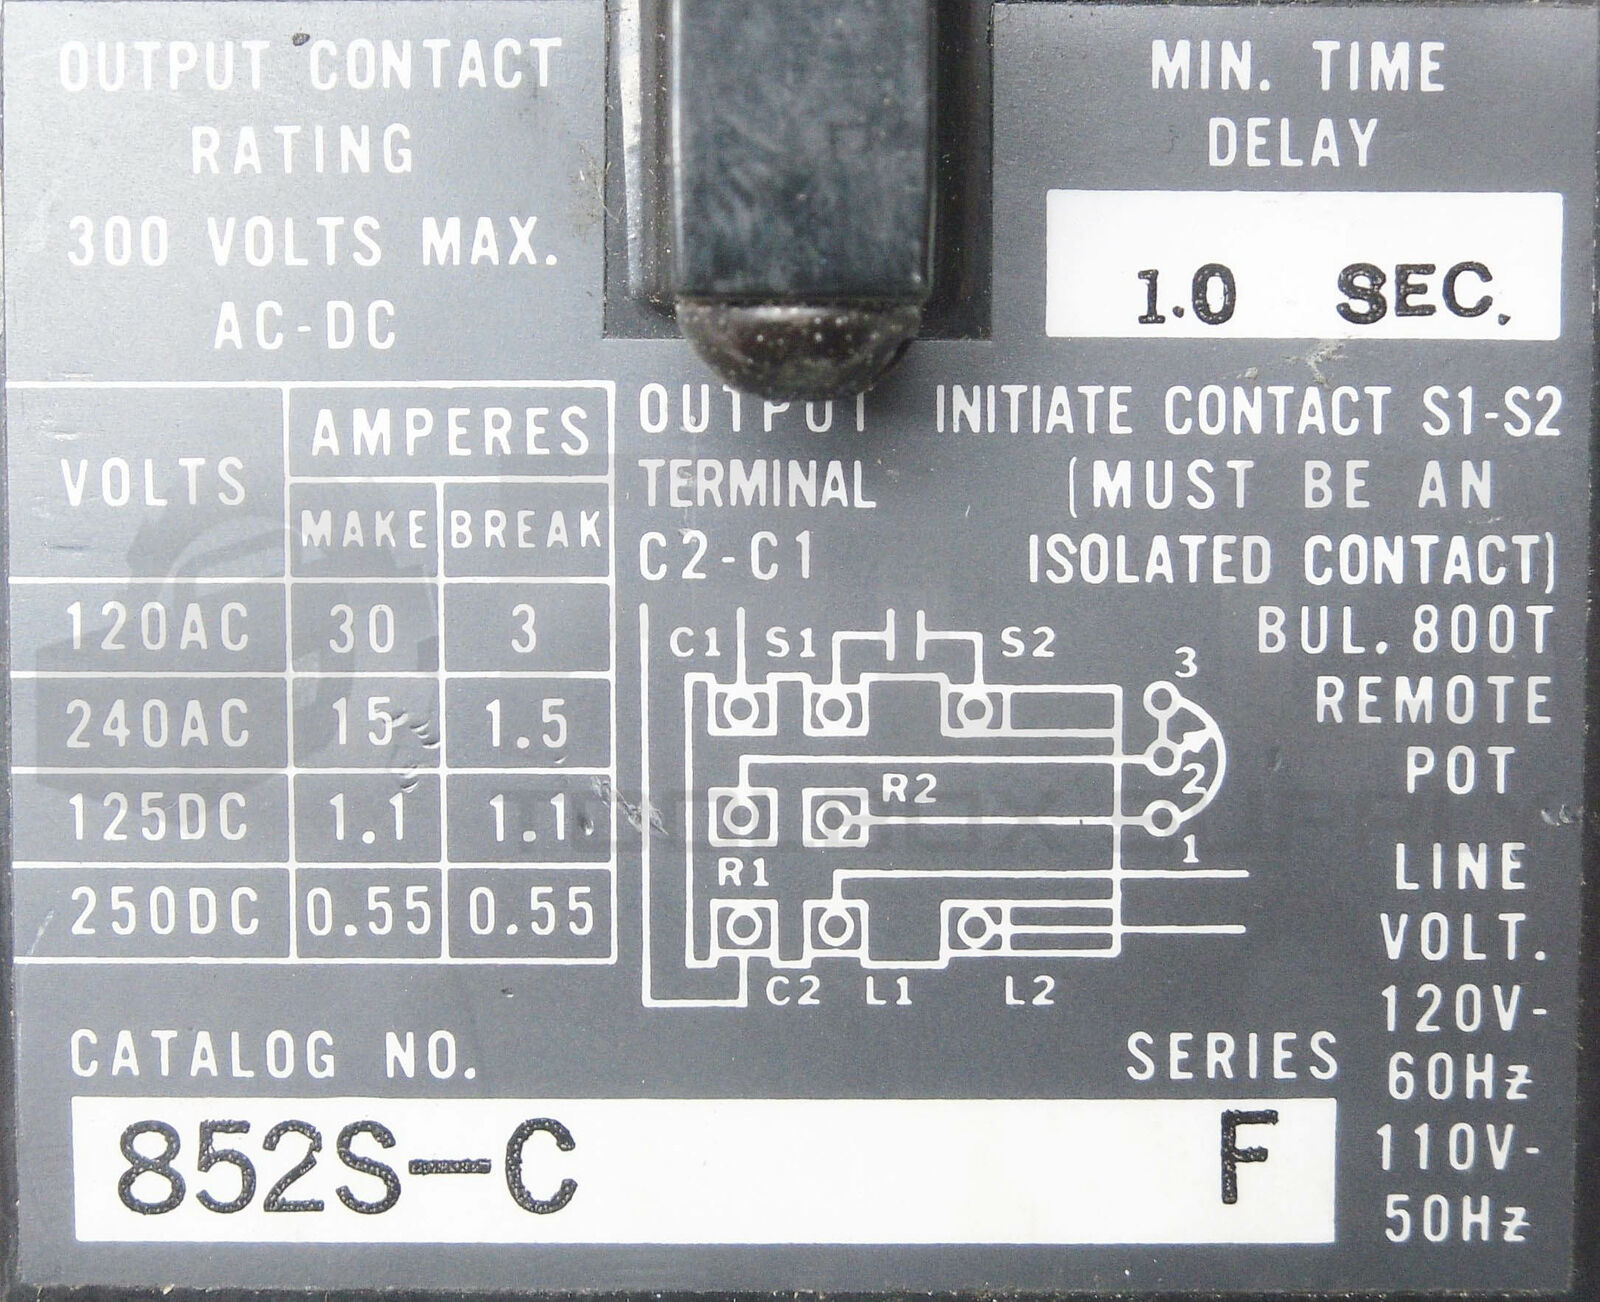 OUTPUT CONTACT
RATING
300 VOLTS MAX.
AC-DC
MIN. TIME
DELAY
1.0 SEC.
VOLTS
AMPERES
MAKE BREAK
120AC 30 3
240AC 15 1.5
125DC 1.1 1.1
250DC 0.55 0.55
OUTPUT
TERMINAL
C2-C1
INITIATE CONTACT S1-S2
(MUST BE AN
ISOLATED CONTACT)
BUL. 800T
REMOTE
POT
C1 S1 S2
3
R2 2
R1 1
C2 L1 L2
LINE
VOLT.
120V-
60Hz
110V-
50Hz
CATALOG NO. SERIES
852S-C F